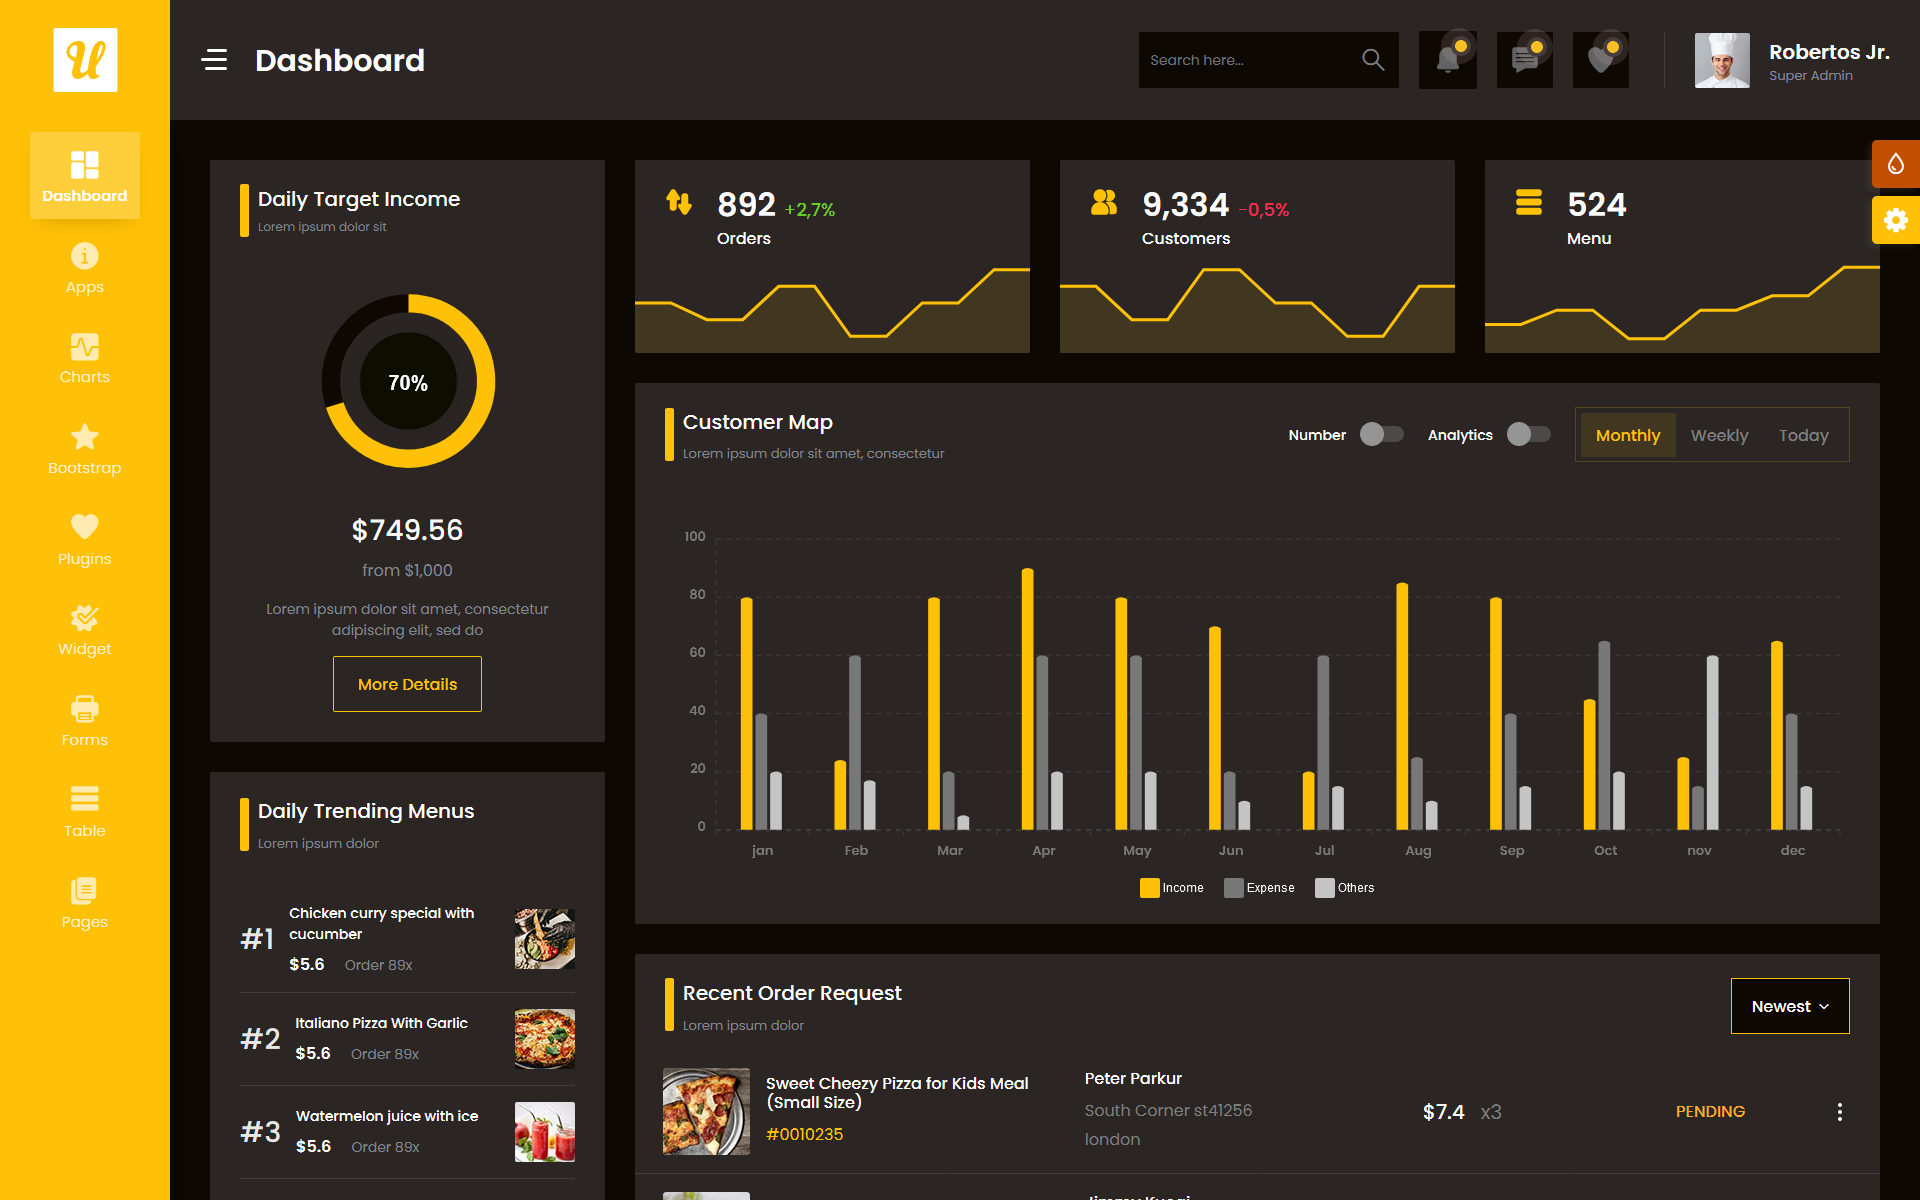 U
Dashboard
Search here...
Robertos Jr.
Super Admin
Dashboard
Apps
Charts
Bootstrap
Plugins
Widget
Forms
Table
Pages
Daily Target Income
Lorem ipsum dolor sit
70%
$749.56
from $1,000
Lorem ipsum dolor sit amet, consectetur
adipiscing elit, sed do
More Details
Daily Trending Menus
Lorem ipsum dolor
#1
Chicken curry special with
cucumber
$5.6 Order 89x
#2
Italiano Pizza With Garlic
$5.6 Order 89x
#3
Watermelon juice with ice
$5.6 Order 89x
892 +2,7%
Orders
9,334 -0,5%
Customers
524
Menu
Customer Map
Lorem ipsum dolor sit amet, consectetur
Number Analytics Monthly Weekly Today
100
80
60
40
20
0
jan Feb Mar Apr May Jun Jul Aug Sep Oct nov dec
Income Expense Others
Recent Order Request
Lorem ipsum dolor
Newest
Sweet Cheezy Pizza for Kids Meal
(Small Size)
#0010235
Peter Parkur
South Corner st41256
london
$7.4 x3
PENDING